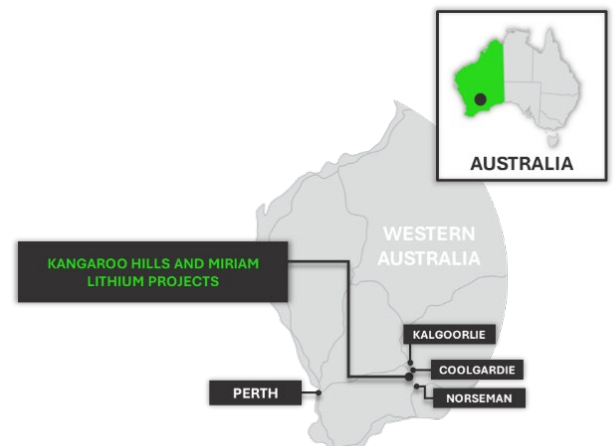 AUSTRALIA
WESTERN
AUSTRALIA
KANGAROO HILLS AND MIRIAM
LITHIUM PROJECTS
KALGOORLIE
COOLGARDIE
PERTH
NORSEMAN